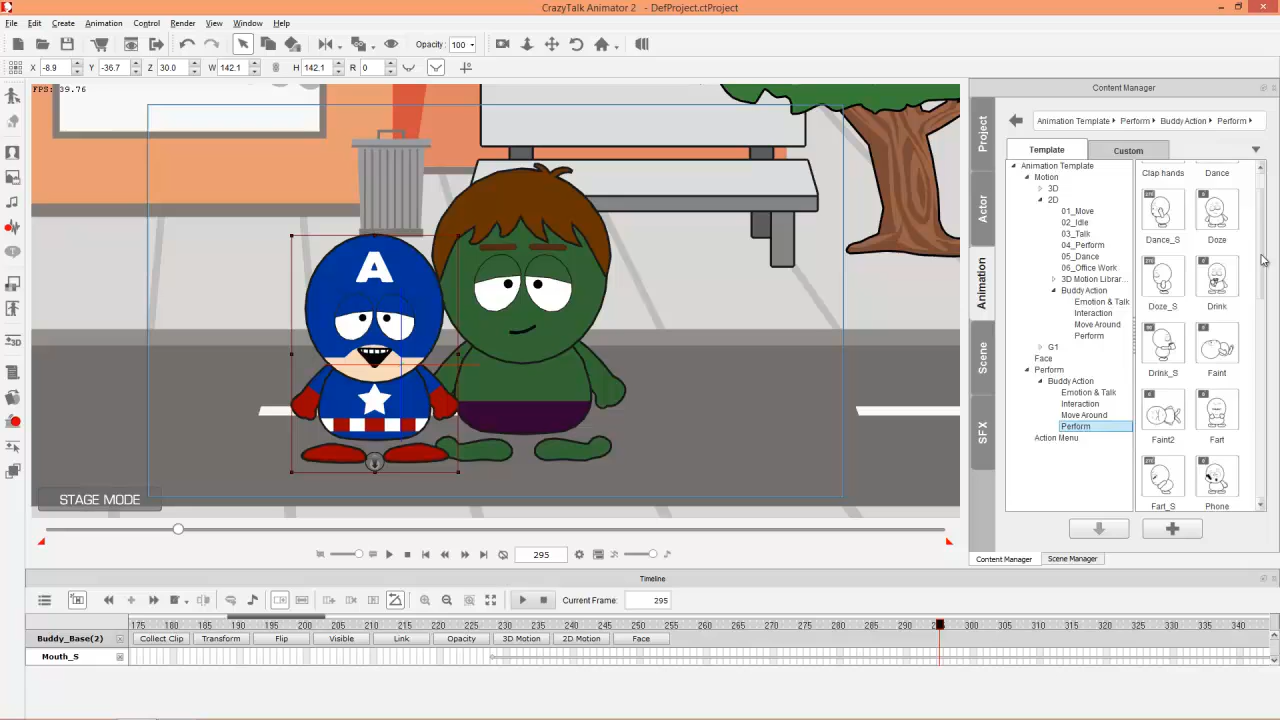 CrazyTalk Animator 2 - DefProject.ctProject
File Edit Create Animation Control Render View Window Help
Opacity: 100
X -8.9 Y -36.7 Z 30.0 W 142.1 H 142.1 R 0
FPS: 39.76
Content Manager
Animation Template Perform Buddy Action Perform
Template Custom
Project
Actor
Animation
Scene
SFX
Animation Template
Motion
3D
2D
01_Move
02_Idle
03_Talk
04_Perform
05_Dance
06_Office Work
3D Motion Librar...
Buddy Action
Emotion & Talk
Interaction
Move Around
Perform
G1
Face
Perform
Buddy Action
Emotion & Talk
Interaction
Move Around
Perform
Action Menu
Clap hands Dance
Dance_S Doze
Doze_S Drink
Drink_S Faint
Faint2 Fart
Fart_S Phone
A
STAGE MODE
295
Content Manager Scene Manager
Timeline
Current Frame: 295
175 180 185 190 195 200 205 210 215 220 225 230 235 240 245 250 255 260 265 270 275 280 285 290 300 305 310 315 320 325 330 335 340
Buddy_Base(2) Collect Clip Transform Flip Visible Link Opacity 3D Motion 2D Motion Face
Mouth_S